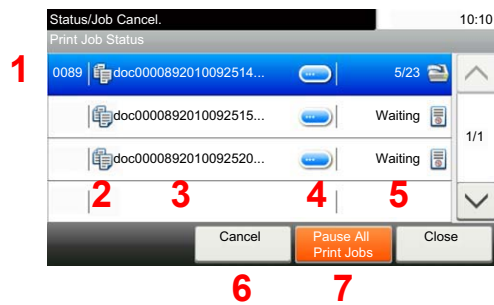 Status/Job Cancel.
10:10
Print Job Status
1
0089 doc0000892010092514... 5/23
doc0000892010092515... Waiting
1/1
doc0000892010092520... Waiting
2 3 4 5
Cancel
Pause All
Print Jobs
Close
6 7